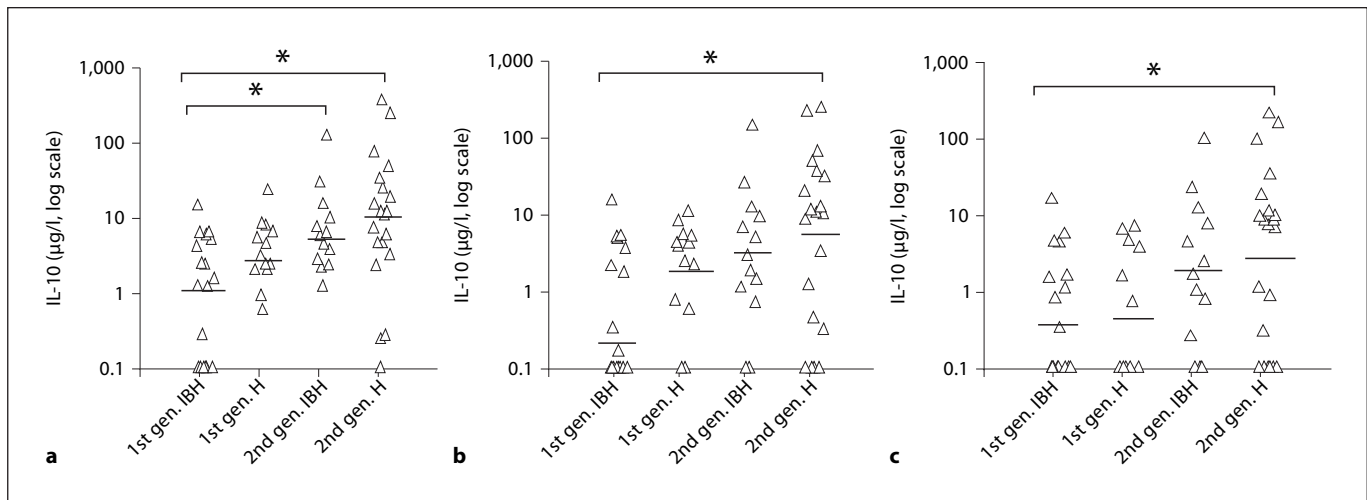 *
*
1,000
100
10
1
0.1
IL-10 (µg/l, log scale)
1st gen. IBH
1st gen. H
2nd gen. IBH
2nd gen. H
a
*
1,000
100
10
1
0.1
IL-10 (µg/l, log scale)
1st gen. IBH
1st gen. H
2nd gen. IBH
2nd gen. H
b
*
1,000
100
10
1
0.1
IL-10 (µg/l, log scale)
1st gen. IBH
1st gen. H
2nd gen. IBH
2nd gen. H
c